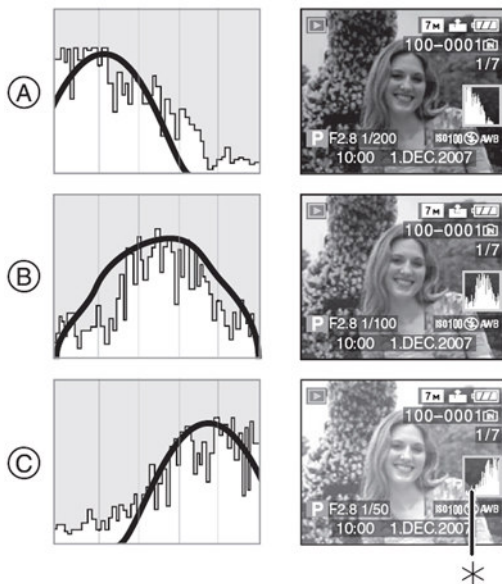 A
7M
100-0001
1/7
P F2.8 1/200
ISO100 AWB
10:00 1.DEC.2007
B
7M
100-0001
1/7
P F2.8 1/100
ISO100 AWB
10:00 1.DEC.2007
C
7M
100-0001
1/7
P F2.8 1/50
ISO100 AWB
10:00 1.DEC.2007
*